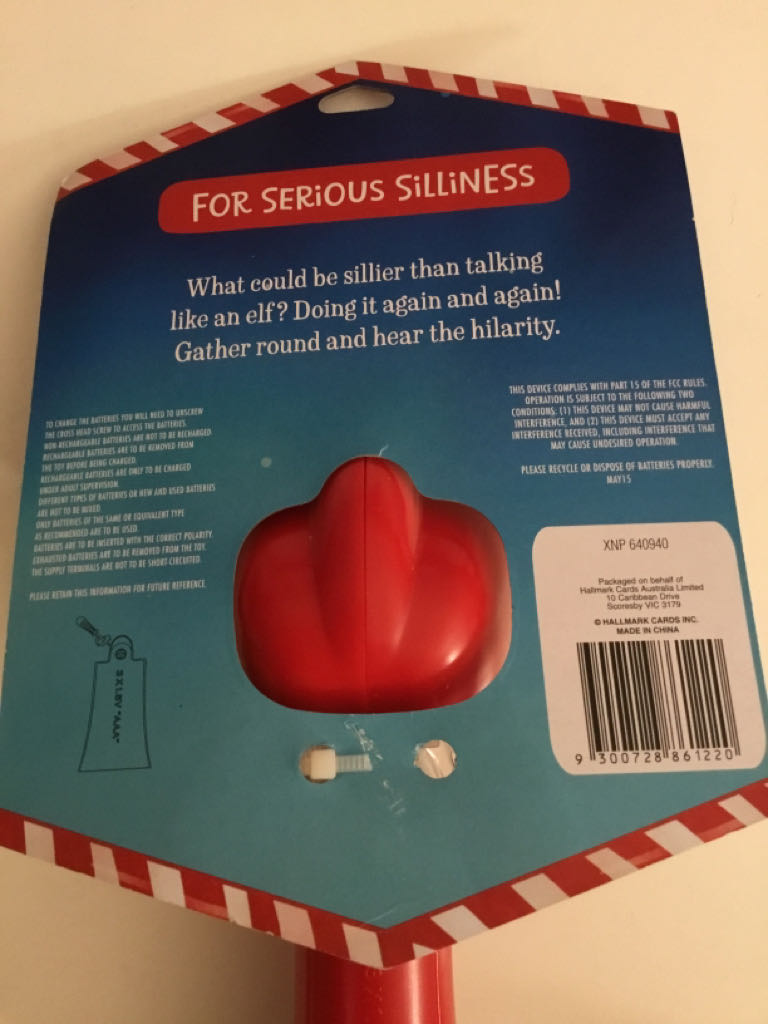 FOR SERiOUS SiLLiNESS
What could be sillier than talking
like an elf? Doing it again and again!
Gather round and hear the hilarity.
TO CHANGE THE BATTERIES YOU WILL NEED TO UNSCREW
THE CROSS HEAD SCREW TO ACCESS THE BATTERIES.
NON-RECHARGEABLE BATTERIES ARE NOT TO BE RECHARGED.
RECHARGEABLE BATTERIES ARE TO BE REMOVED FROM
THE TOY BEFORE BEING CHARGED.
RECHARGEABLE BATTERIES ARE ONLY TO BE CHARGED
UNDER ADULT SUPERVISION.
DIFFERENT TYPES OF BATTERIES OR NEW AND USED BATTERIES
ARE NOT TO BE MIXED.
ONLY BATTERIES OF THE SAME OR EQUIVALENT TYPE
AS RECOMMENDED ARE TO BE USED.
BATTERIES ARE TO BE INSERTED WITH THE CORRECT POLARITY.
EXHAUSTED BATTERIES ARE TO BE REMOVED FROM THE TOY.
THE SUPPLY TERMINALS ARE NOT TO BE SHORT-CIRCUITED.
PLEASE RETAIN THIS INFORMATION FOR FUTURE REFERENCE.
THIS DEVICE COMPLIES WITH PART 15 OF THE FCC RULES.
OPERATION IS SUBJECT TO THE FOLLOWING TWO
CONDITIONS: (1) THIS DEVICE MAY NOT CAUSE HARMFUL
INTERFERENCE, AND (2) THIS DEVICE MUST ACCEPT ANY
INTERFERENCE RECEIVED, INCLUDING INTERFERENCE THAT
MAY CAUSE UNDESIRED OPERATION.
PLEASE RECYCLE OR DISPOSE OF BATTERIES PROPERLY.
MAY15
XNP 640940
Packaged on behalf of
Hallmark Cards Australia Limited
10 Caribbean Drive
Scoresby VIC 3179
© HALLMARK CARDS INC.
MADE IN CHINA
9 300728 861220
"AAA"